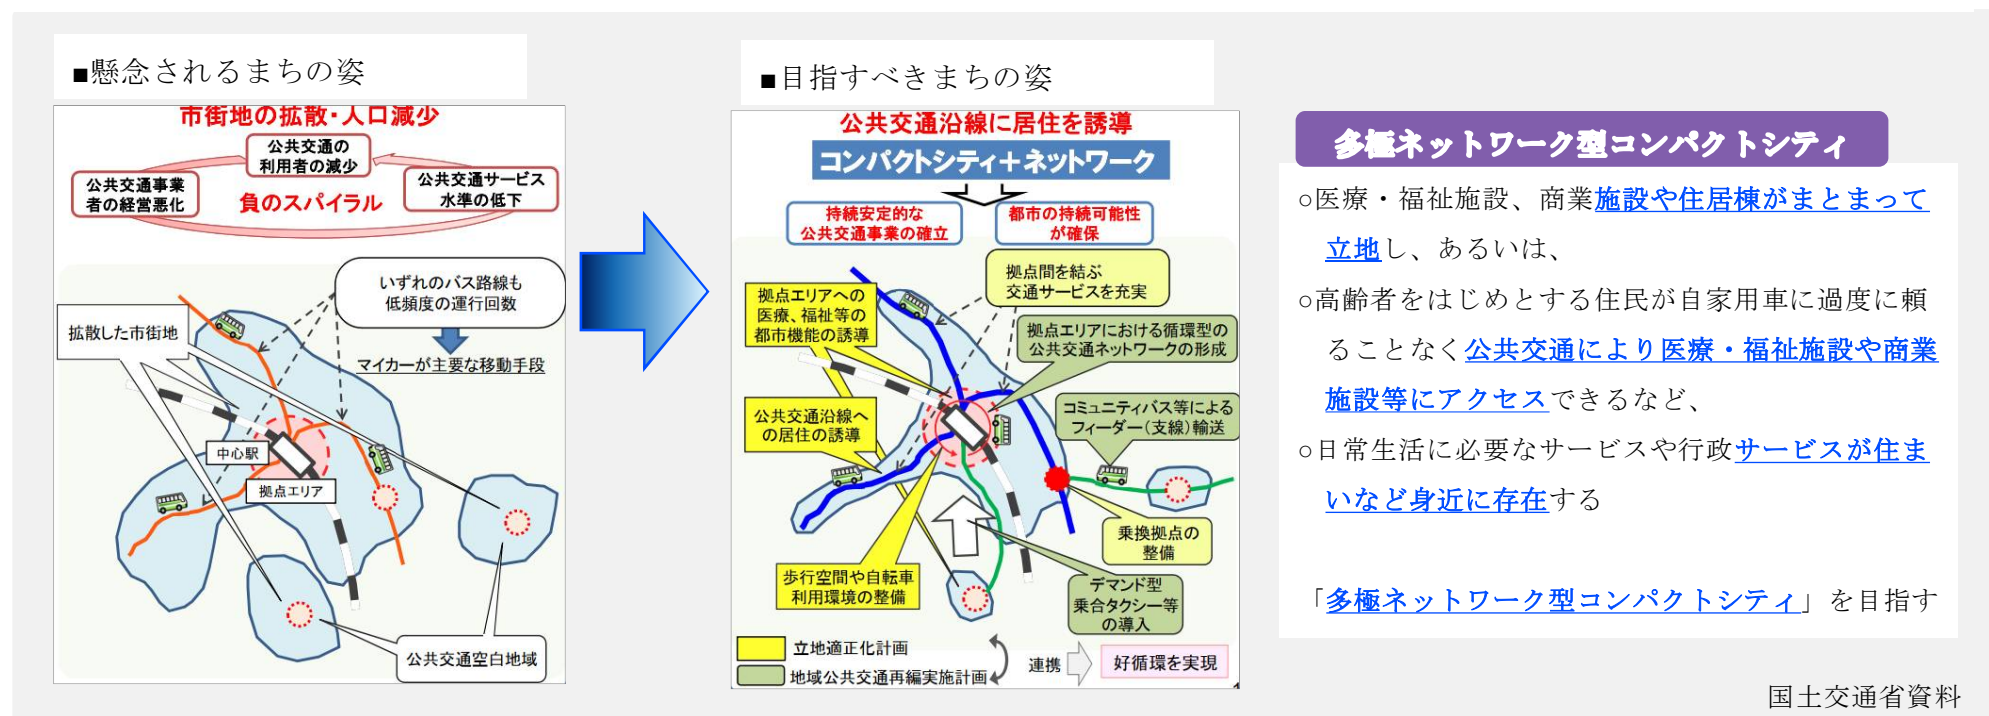 ■懸念されるまちの姿
市街地の拡散・人口減少
公共交通の
利用者の減少
公共交通事業
者の経営悪化
負のスパイラル
公共交通サービス
水準の低下
いずれのバス路線も
低頻度の運行回数
拡散した市街地
マイカーが主要な移動手段
中心駅
拠点エリア
公共交通空白地域
■目指すべきまちの姿
公共交通沿線に居住を誘導
コンパクトシティ＋ネットワーク
持続安定的な
公共交通事業の確立
都市の持続可能性
が確保
拠点間を結ぶ
交通サービスを充実
拠点エリアへの
医療、福祉等の
都市機能の誘導
拠点エリアにおける循環型の
公共交通ネットワークの形成
公共交通沿線へ
の居住の誘導
コミュニティバス等による
フィーダー（支線）輸送
乗換拠点の
整備
歩行空間や自転車
利用環境の整備
デマンド型
乗合タクシー等
の導入
立地適正化計画
地域公共交通再編実施計画
連携
好循環を実現
多極ネットワーク型コンパクトシティ
○医療・福祉施設、商業施設や住居棟がまとまって
立地し、あるいは、
○高齢者をはじめとする住民が自家用車に過度に頼
ることなく公共交通により医療・福祉施設や商業
施設等にアクセスできるなど、
○日常生活に必要なサービスや行政サービスが住ま
いなど身近に存在する
「多極ネットワーク型コンパクトシティ」を目指す
国土交通省資料